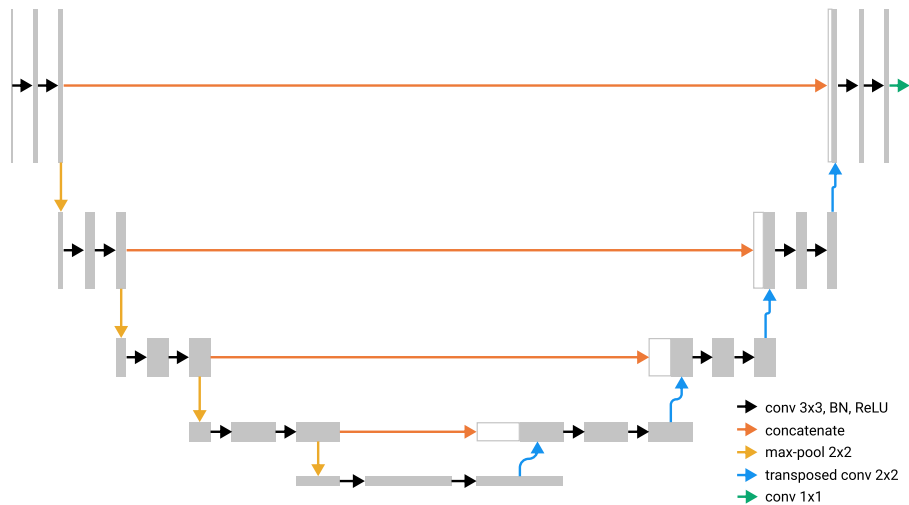 conv 3x3, BN, ReLU
concatenate
max-pool 2x2
transposed conv 2x2
conv 1x1